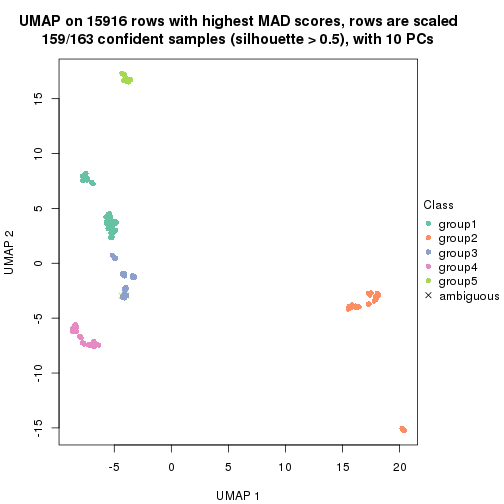 UMAP on 15916 rows with highest MAD scores, rows are scaled
159/163 confident samples (silhouette > 0.5), with 10 PCs
15
10
5
0
-5
-10
-15
UMAP 2
-5
0
5
10
15
20
UMAP 1
Class
group1
group2
group3
group4
group5
ambiguous